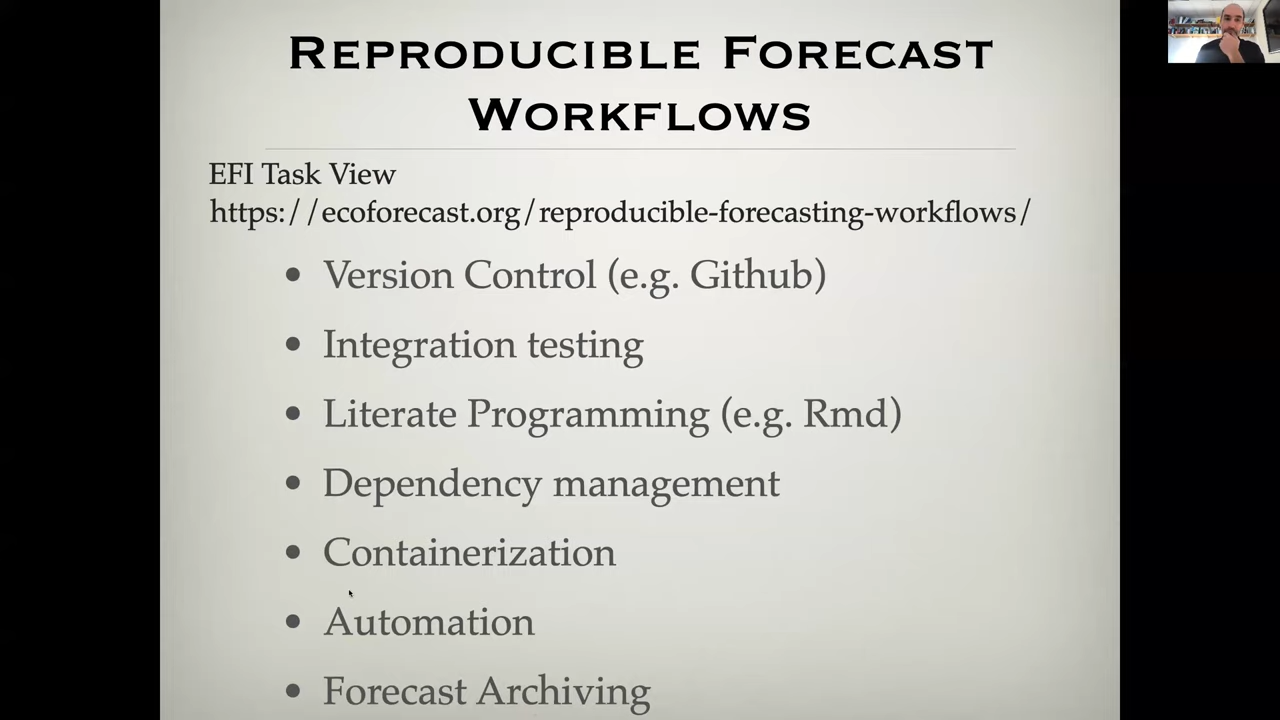 Reproducible Forecast
Workflows
EFI Task View
https://ecoforecast.org/reproducible-forecasting-workflows/
• Version Control (e.g. Github)
• Integration testing
• Literate Programming (e.g. Rmd)
• Dependency management
• Containerization
• Automation
• Forecast Archiving